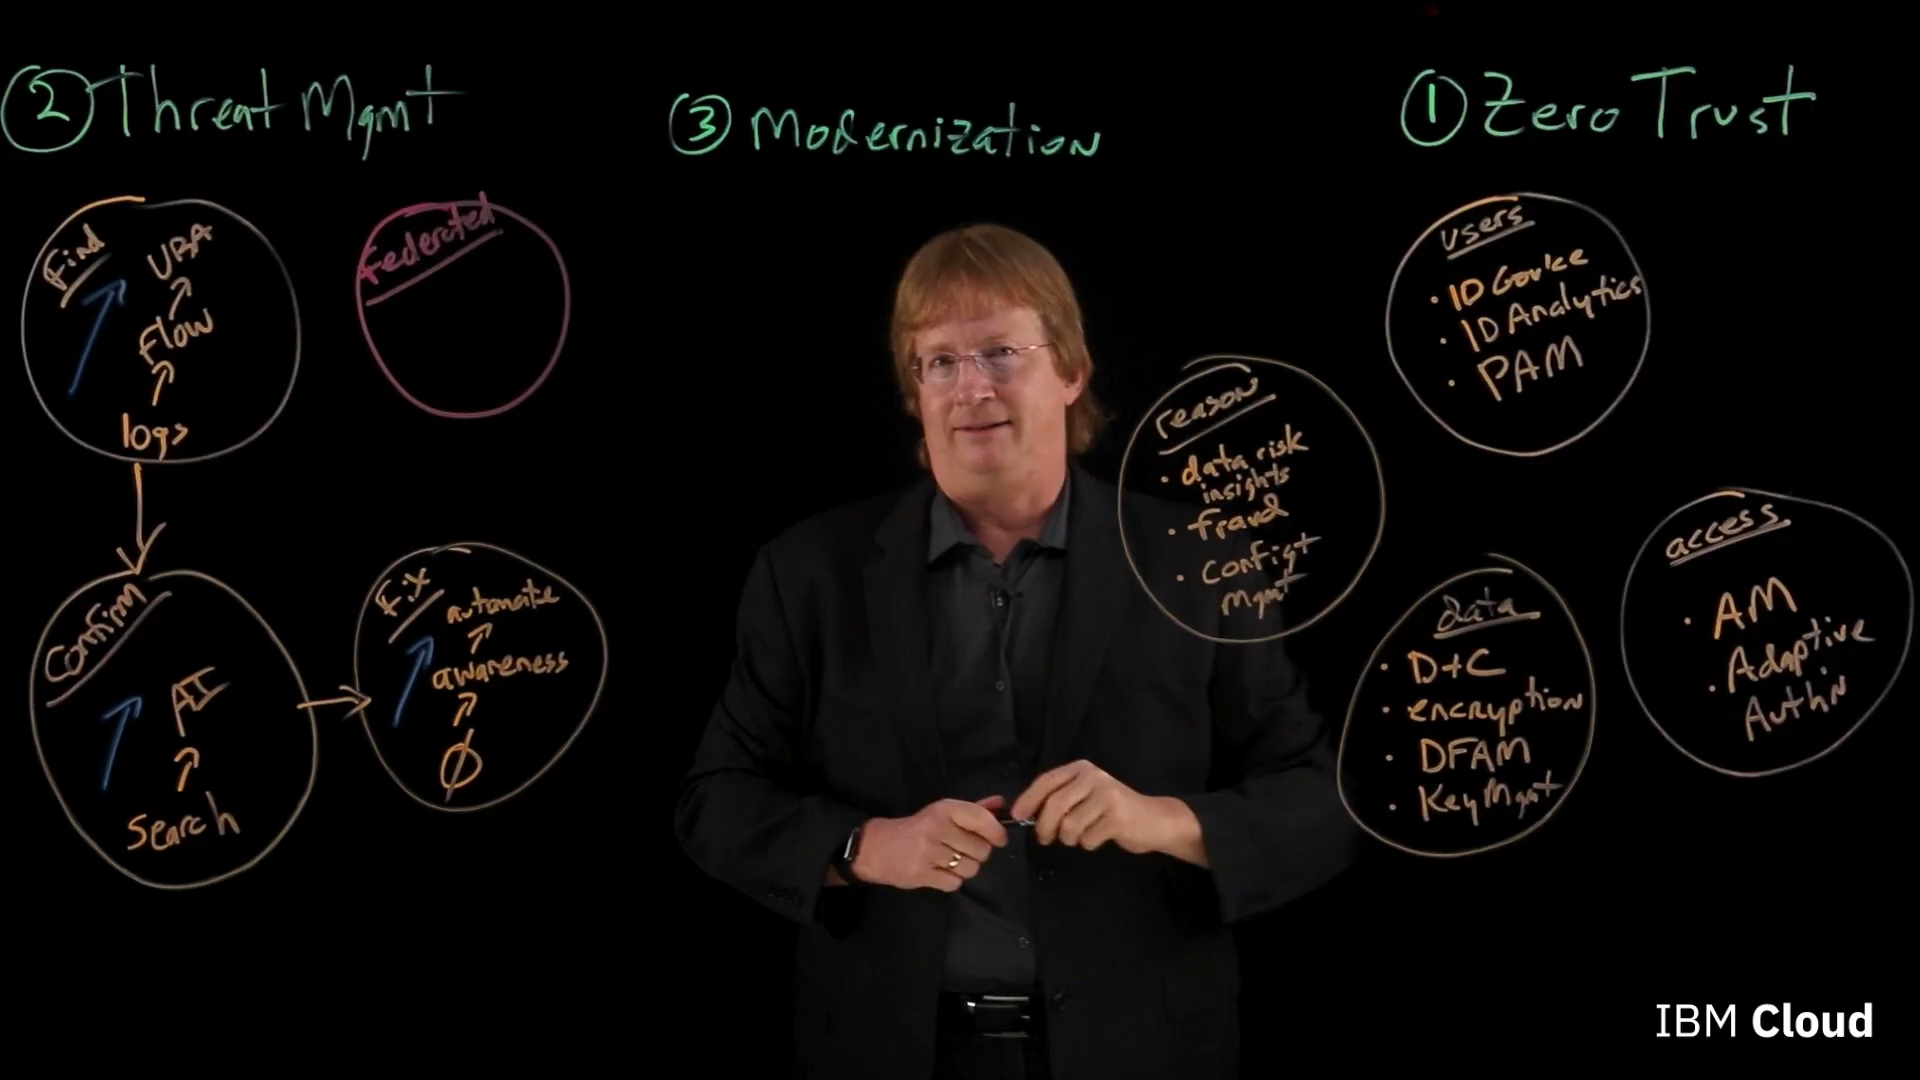 ② Threat Mgmt
Find
UBA
Flow
logs
Federated
Confirm
AI
Search
Fix
automate
awareness
Ø
③ Modernization
① Zero Trust
users
• ID Gov'ce
• ID Analytics
• PAM
reason
• data risk
insights
• fraud
• Config +
Mgmt
data
• D+C
• encryption
• DFAM
• Key Mgmt
access
• AM
• Adaptive
Auth'n
IBM Cloud